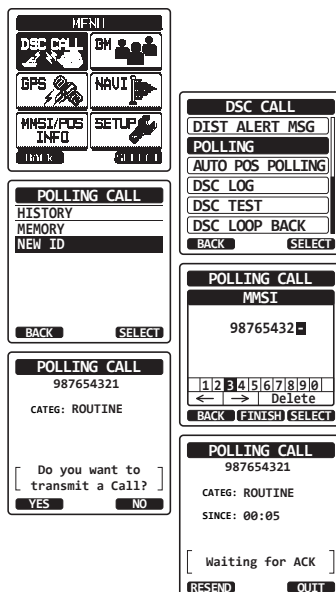 MENU
DSC CALL GM
GPS NAVI
MMSI/POS INFO SETUP
BACK SELECT
DSC CALL
DIST ALERT MSG
POLLING
AUTO POS POLLING
DSC LOG
DSC TEST
DSC LOOP BACK
BACK SELECT
POLLING CALL
HISTORY
MEMORY
NEW ID
BACK SELECT
POLLING CALL
MMSI
98765432-
1 2 3 4 5 6 7 8 9 0
← → Delete
BACK FINISH SELECT
POLLING CALL
987654321
CATEG: ROUTINE
Do you want to
transmit a Call?
YES NO
POLLING CALL
987654321
CATEG: ROUTINE
SINCE: 00:05
Waiting for ACK
RESEND QUIT